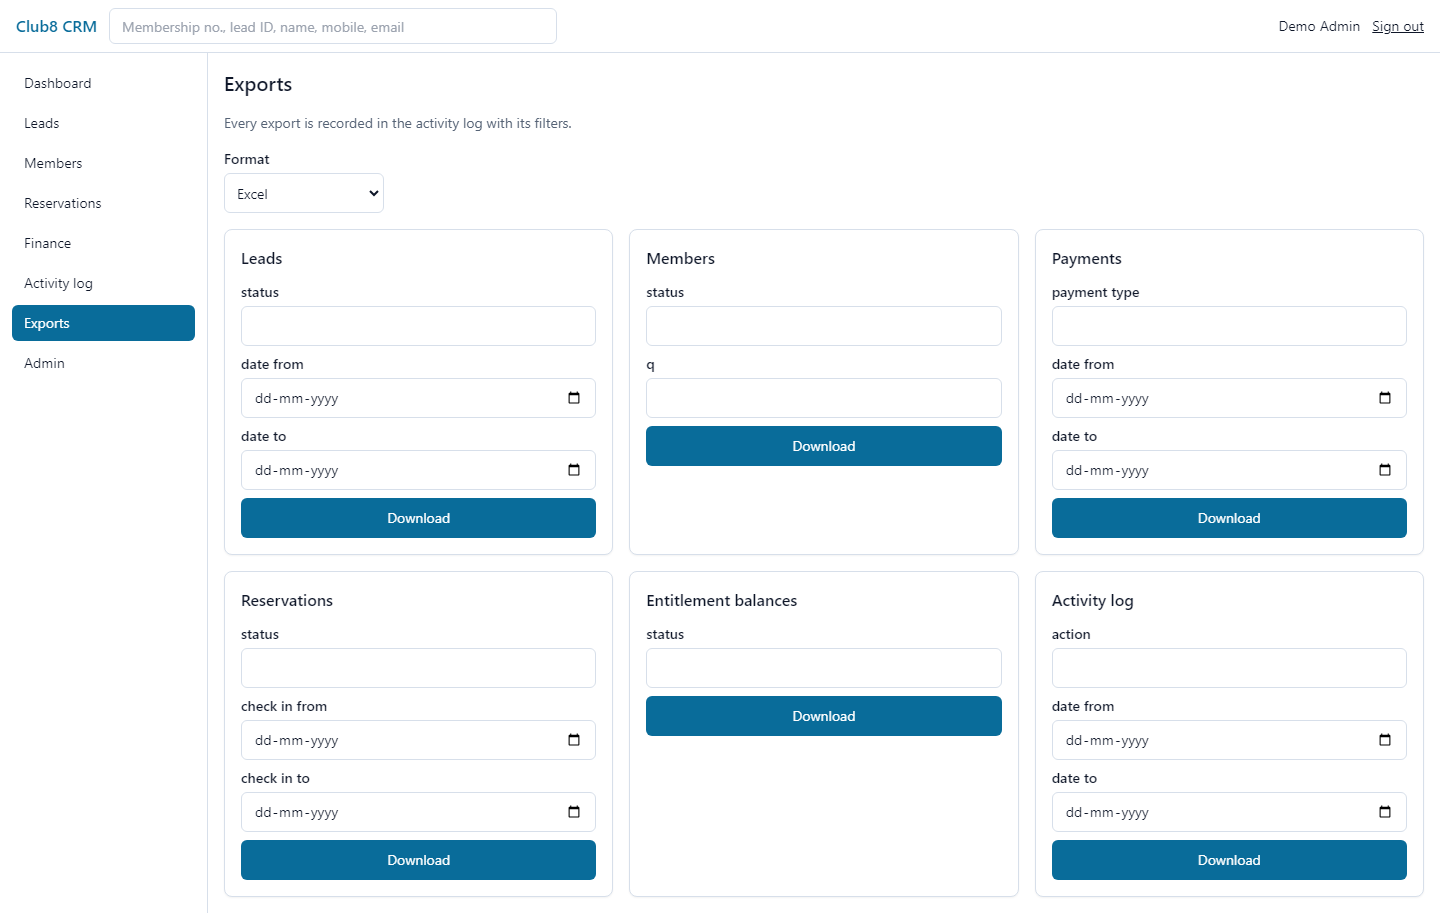 Club8 CRM
Membership no., lead ID, name, mobile, email
Demo Admin
Sign out
Dashboard
Leads
Members
Reservations
Finance
Activity log
Exports
Admin
Exports
Every export is recorded in the activity log with its filters.
Format
Excel
Leads
status
date from
dd-mm-yyyy
date to
dd-mm-yyyy
Download
Members
status
q
Download
Payments
payment type
date from
dd-mm-yyyy
date to
dd-mm-yyyy
Download
Reservations
status
check in from
dd-mm-yyyy
check in to
dd-mm-yyyy
Download
Entitlement balances
status
Download
Activity log
action
date from
dd-mm-yyyy
date to
dd-mm-yyyy
Download